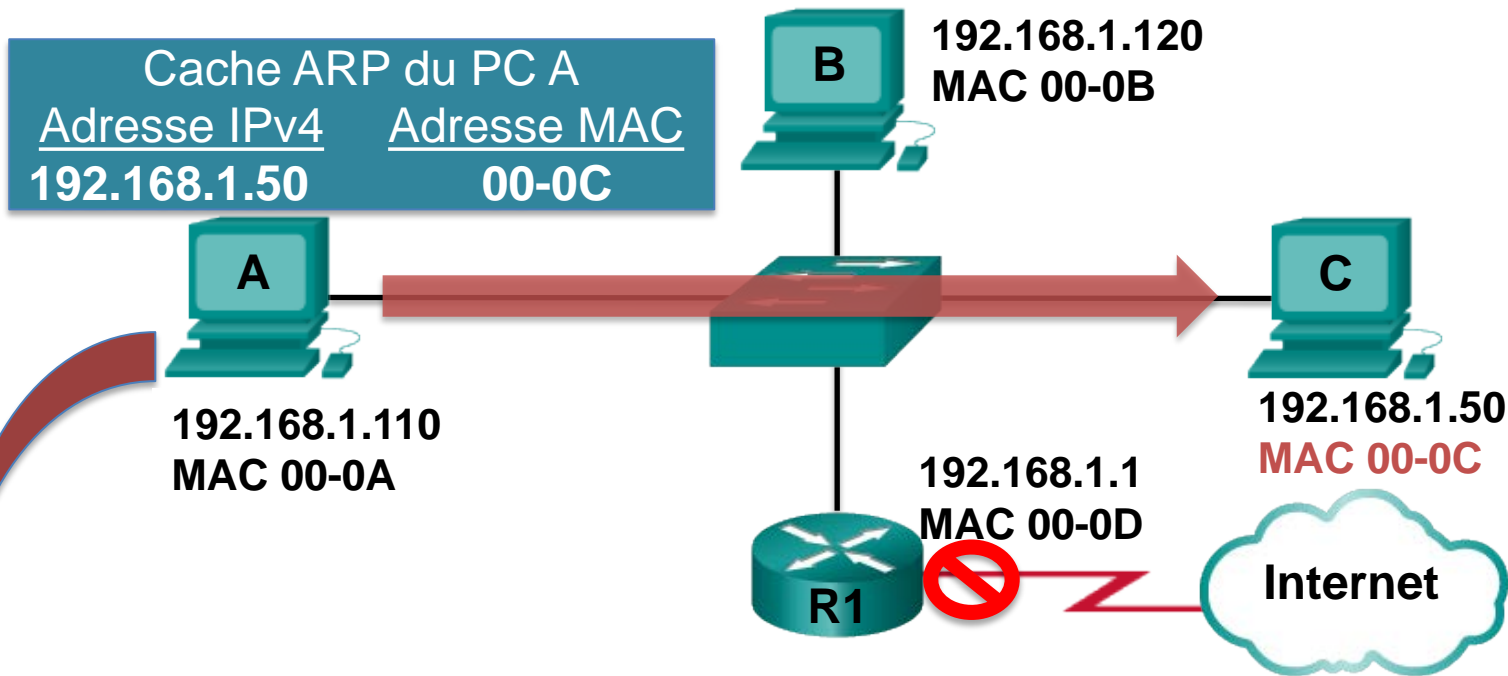 Cache ARP du PC A
Adresse IPv4 Adresse MAC
192.168.1.50 00-0C
B
192.168.1.120
MAC 00-0B
A
192.168.1.110
MAC 00-0A
C
192.168.1.50
MAC 00-0C
192.168.1.1
MAC 00-0D
R1
Internet